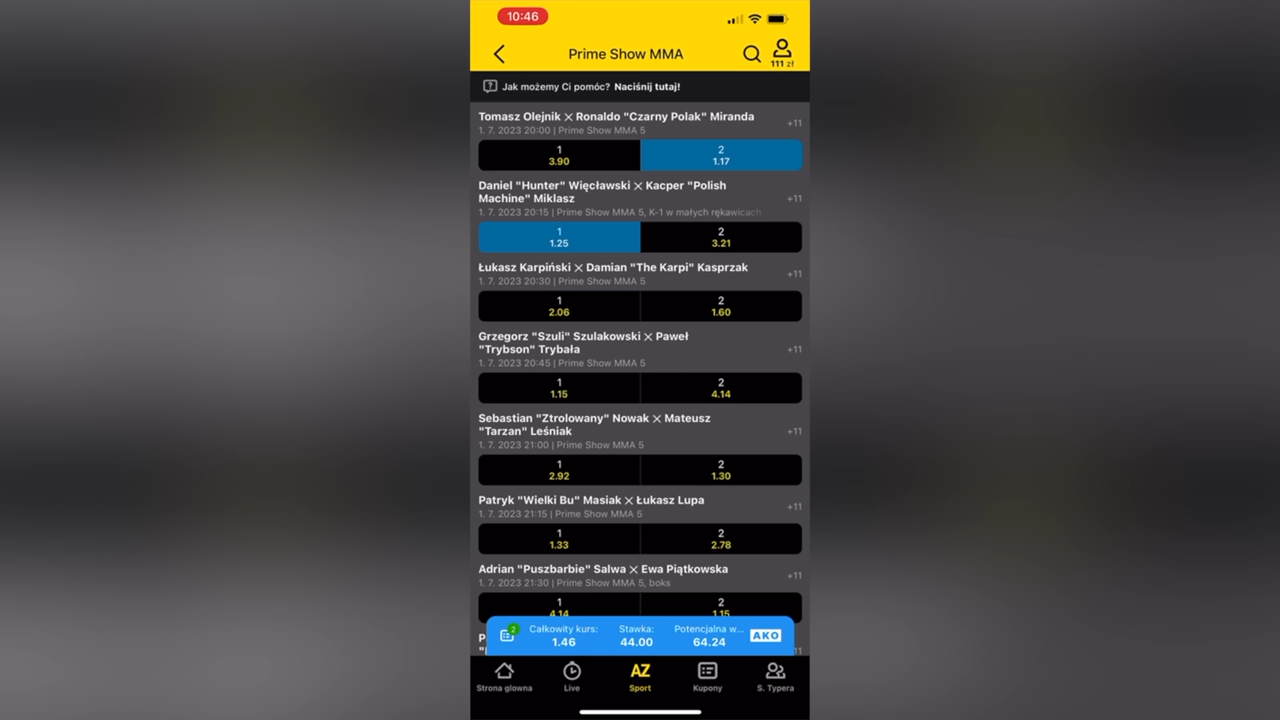 10:46
Prime Show MMA
111 zł
Jak możemy Ci pomóc? Naciśnij tutaj!
Tomasz Olejnik X Ronaldo "Czarny Polak" Miranda
+11
1. 7. 2023 20:00 | Prime Show MMA 5
1 2
3.90 1.17
Daniel "Hunter" Więcławski X Kacper "Polish
Machine" Miklasz
+11
1. 7. 2023 20:15 | Prime Show MMA 5, K-1 w małych rękawicach
1 2
1.25 3.21
Łukasz Karpiński X Damian "The Karpi" Kasprzak
+11
1. 7. 2023 20:30 | Prime Show MMA 5
1 2
2.06 1.60
Grzegorz "Szuli" Szulakowski X Paweł
"Trybson" Trybała
+11
1. 7. 2023 20:45 | Prime Show MMA 5
1 2
1.15 4.14
Sebastian "Ztrolowany" Nowak X Mateusz
"Tarzan" Leśniak
+11
1. 7. 2023 21:00 | Prime Show MMA 5
1 2
2.92 1.30
Patryk "Wielki Bu" Masiak X Łukasz Lupa
+11
1. 7. 2023 21:15 | Prime Show MMA 5
1 2
1.33 2.78
Adrian "Puszbarbie" Salwa X Ewa Piątkowska
+11
1. 7. 2023 21:30 | Prime Show MMA 5, boks
1 2
4.14 1.15
2
Całkowity kurs: Stawka: Potencjalna w...
1.46 44.00 64.24
AKO
AZ
Strona glowna Live Sport Kupony S. Typera